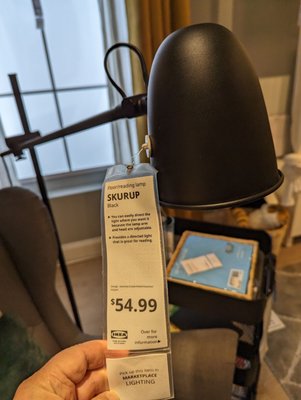 Floor/reading lamp
SKURUP
Black
▸ You can easily direct the
light where you want it
because the lamp arm
and head are adjustable.
▸ Provides a directed light
that is great for reading.
$54.99
IKEA
Over for
more
information▸
Pick up this item in
MARKETPLACE
LIGHTING